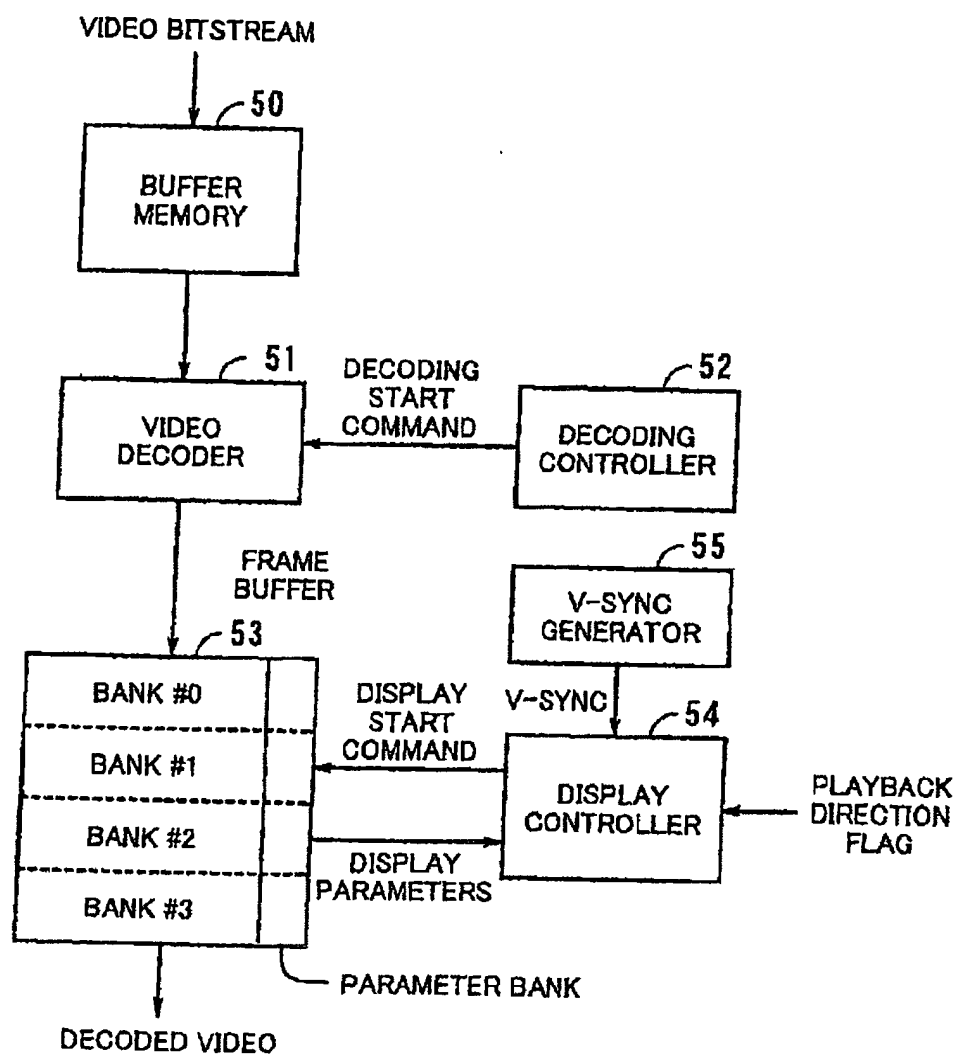 VIDEO BITSTREAM
50
BUFFER
MEMORY
51
VIDEO
DECODER
DECODING
START
COMMAND
52
DECODING
CONTROLLER
FRAME
BUFFER
55
V-SYNC
GENERATOR
53
BANK #0
BANK #1
BANK #2
BANK #3
DISPLAY
START
COMMAND
V-SYNC
54
DISPLAY
CONTROLLER
PLAYBACK
DIRECTION
FLAG
DISPLAY
PARAMETERS
PARAMETER BANK
DECODED VIDEO